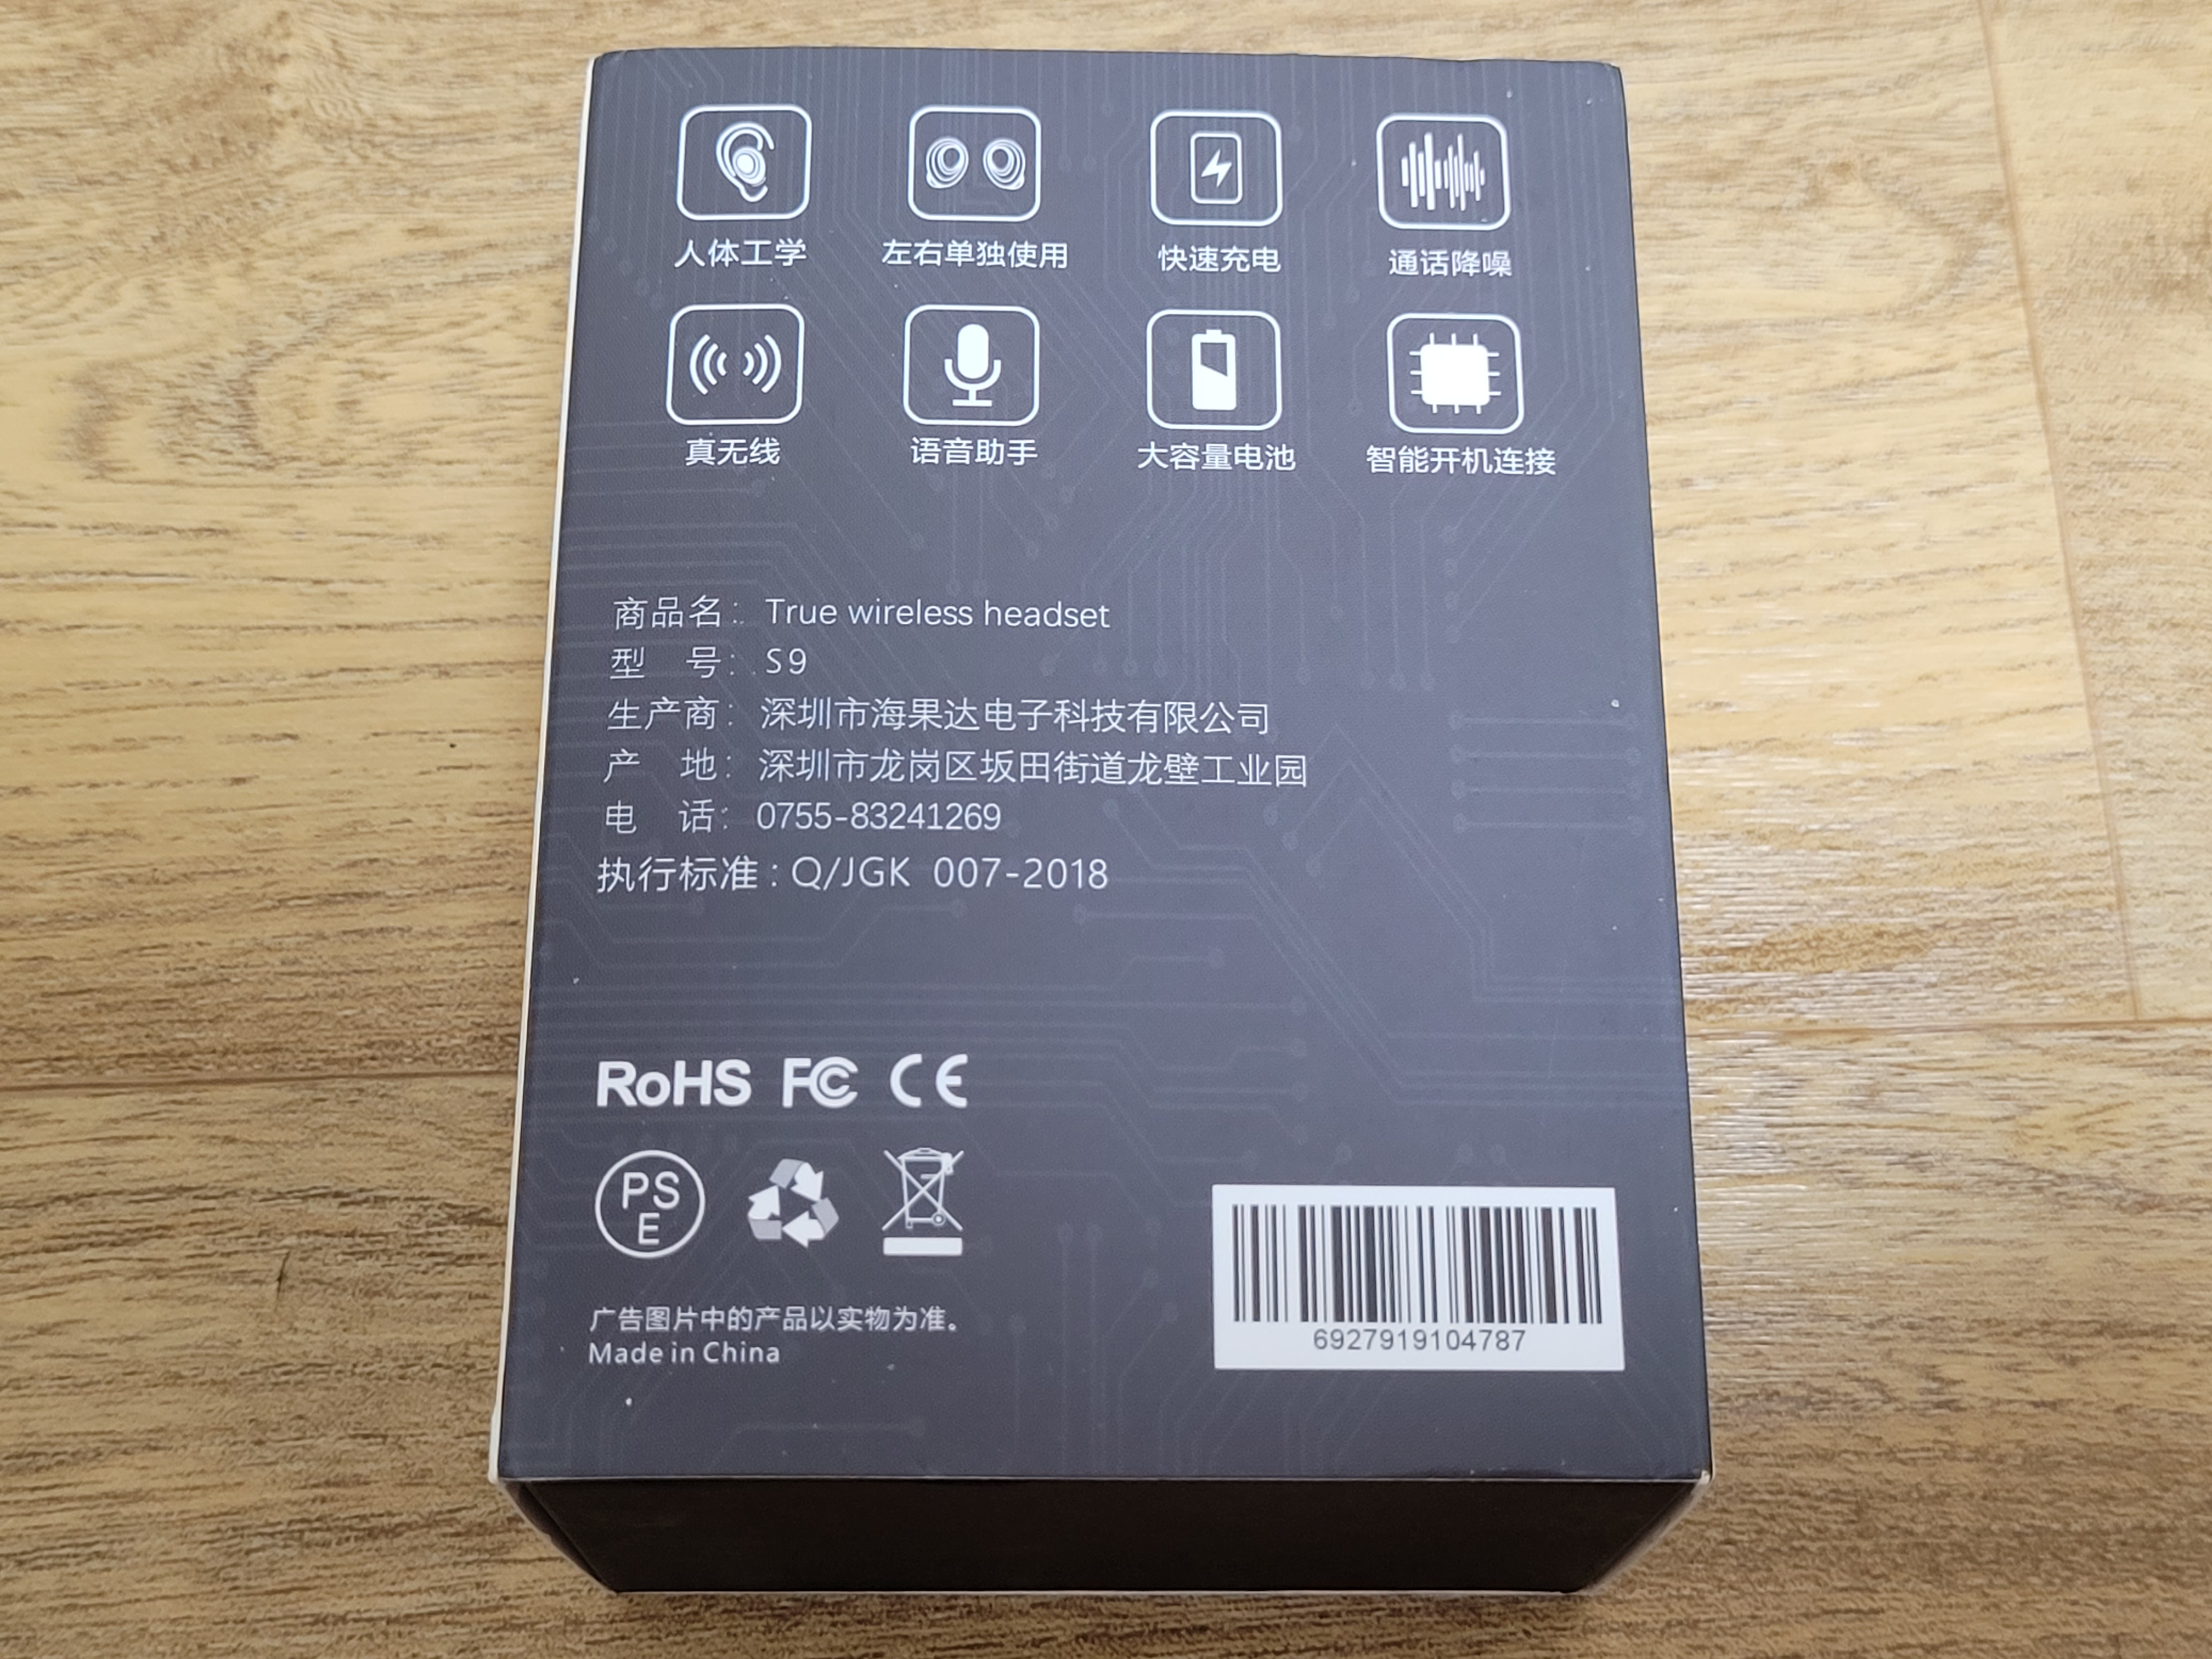 人体工学 左右单独使用 快速充电 通话降噪
真无线 语音助手 大容量电池 智能开机连接
商品名： True wireless headset
型 号： S9
生产商： 深圳市海果达电子科技有限公司
产 地： 深圳市龙岗区坂田街道龙壁工业园
电 话： 0755-83241269
执行标准：Q/JGK 007-2018
RoHS FC CE
PS
E
广告图片中的产品以实物为准。
Made in China
6927919104787